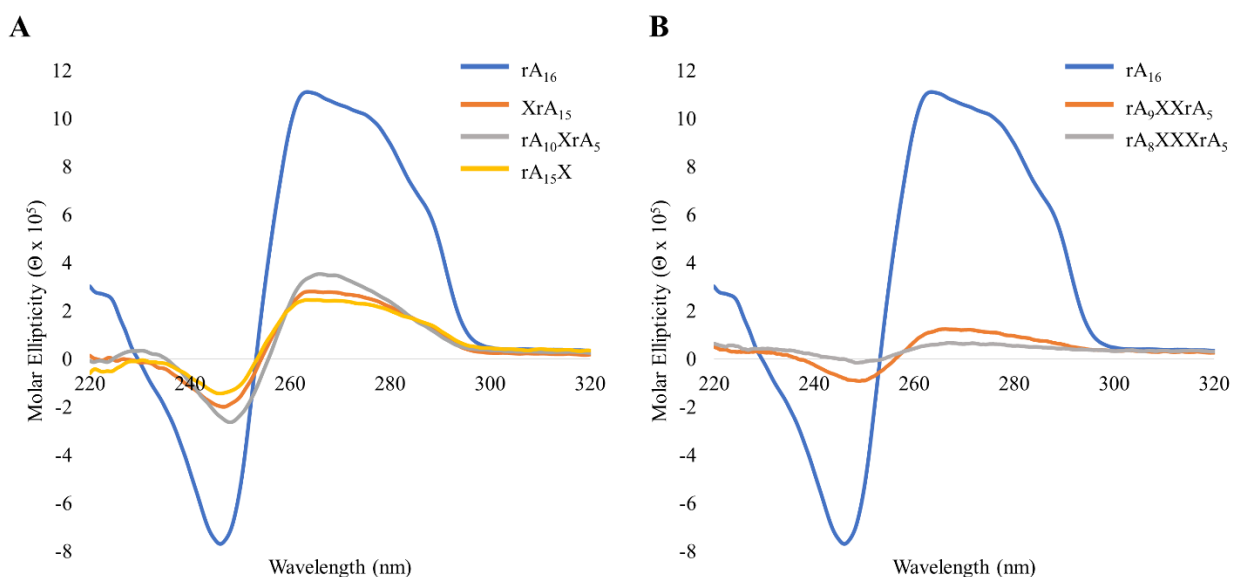 A
Molar Ellipticity (Θ x 10⁵)
12
10
8
6
4
2
0
-2
-4
-6
-8
220
240
260
280
300
320
Wavelength (nm)
rA₁₆
XrA₁₅
rA₁₀XrA₅
rA₁₅X
B
Molar Ellipticity (Θ x 10⁵)
12
10
8
6
4
2
0
-2
-4
-6
-8
220
240
260
280
300
320
Wavelength (nm)
rA₁₆
rA₉XXrA₅
rA₈XXXrA₅